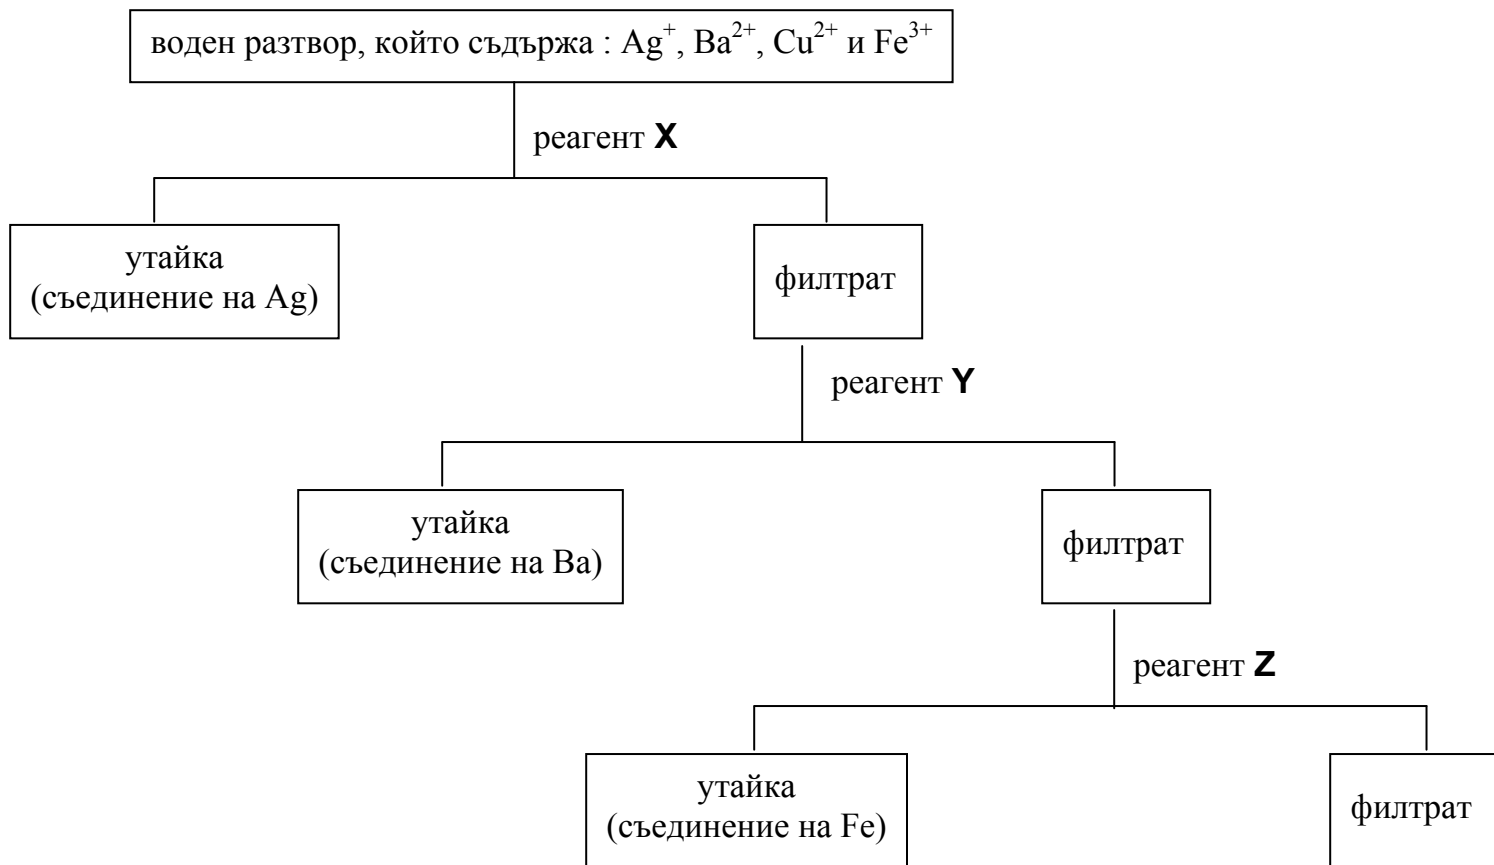 воден разтвор, който съдържа : Ag⁺, Ba²⁺, Cu²⁺ и Fe³⁺
реагент X
утайка
(съединение на Ag)
филтрат
реагент Y
утайка
(съединение на Ba)
филтрат
реагент Z
утайка
(съединение на Fe)
филтрат